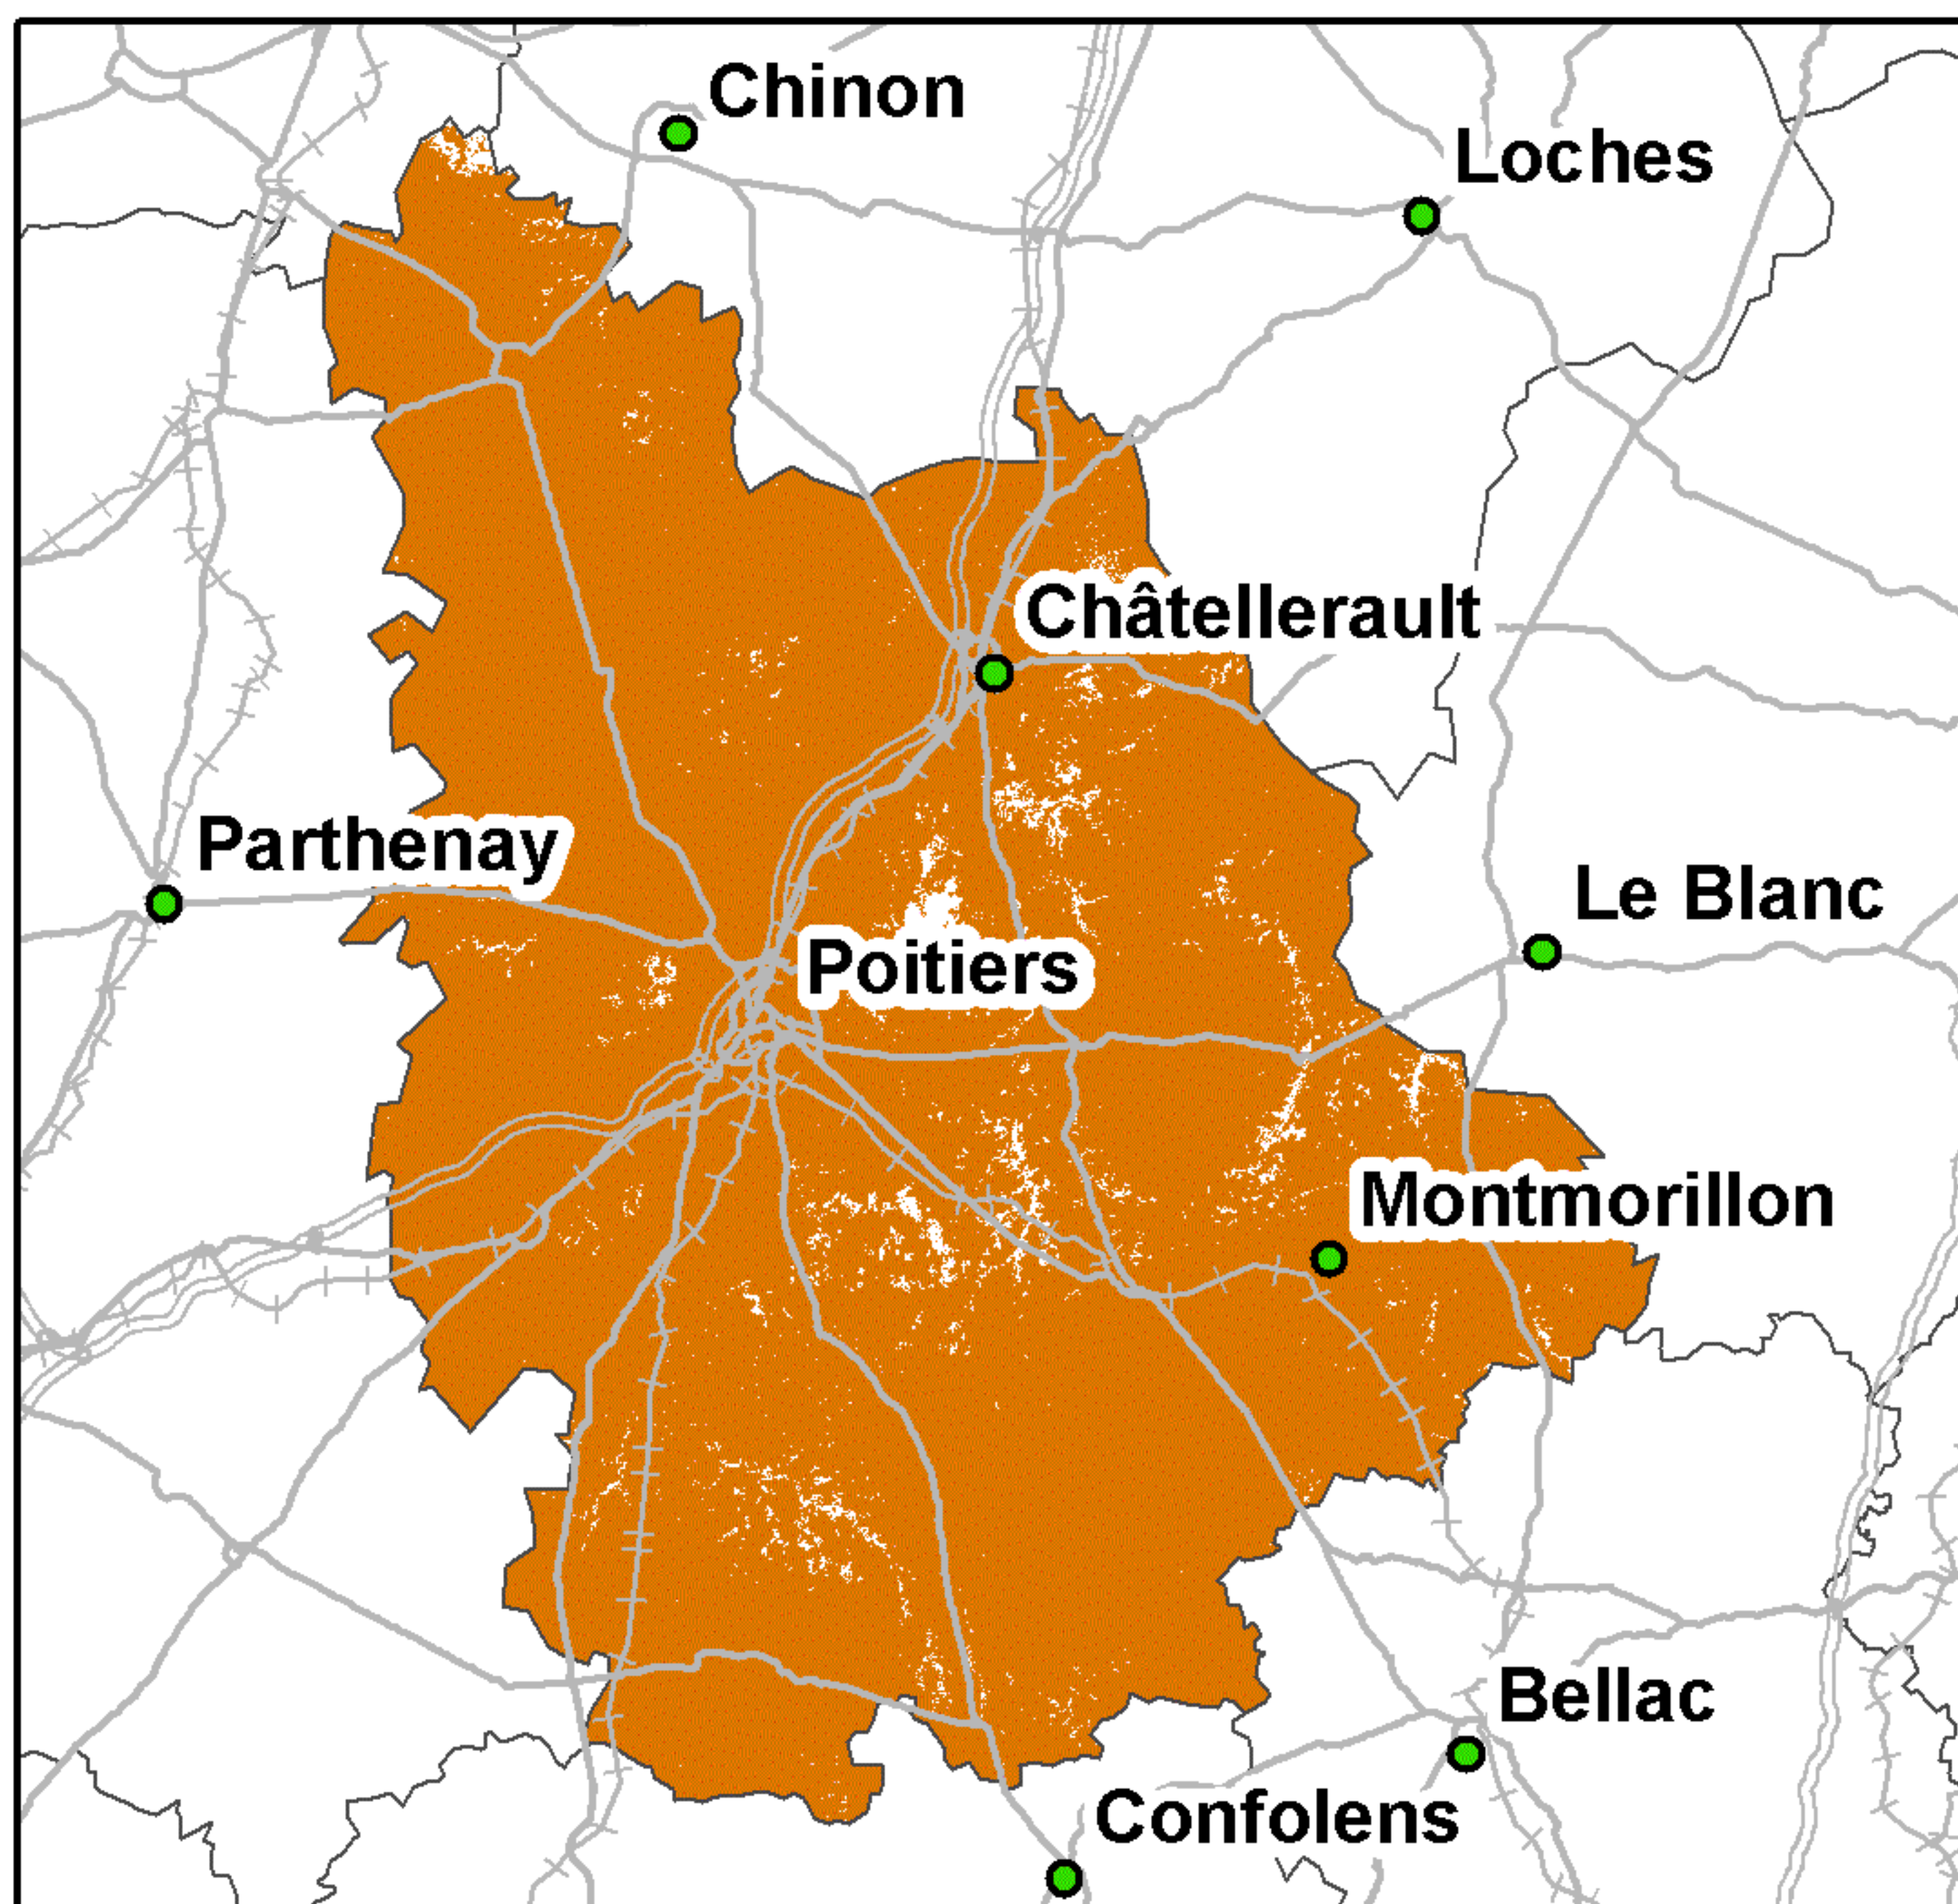 Chinon
Loches
Châtellerault
Parthenay
Le Blanc
Poitiers
Montmorillon
Bellac
Confolens